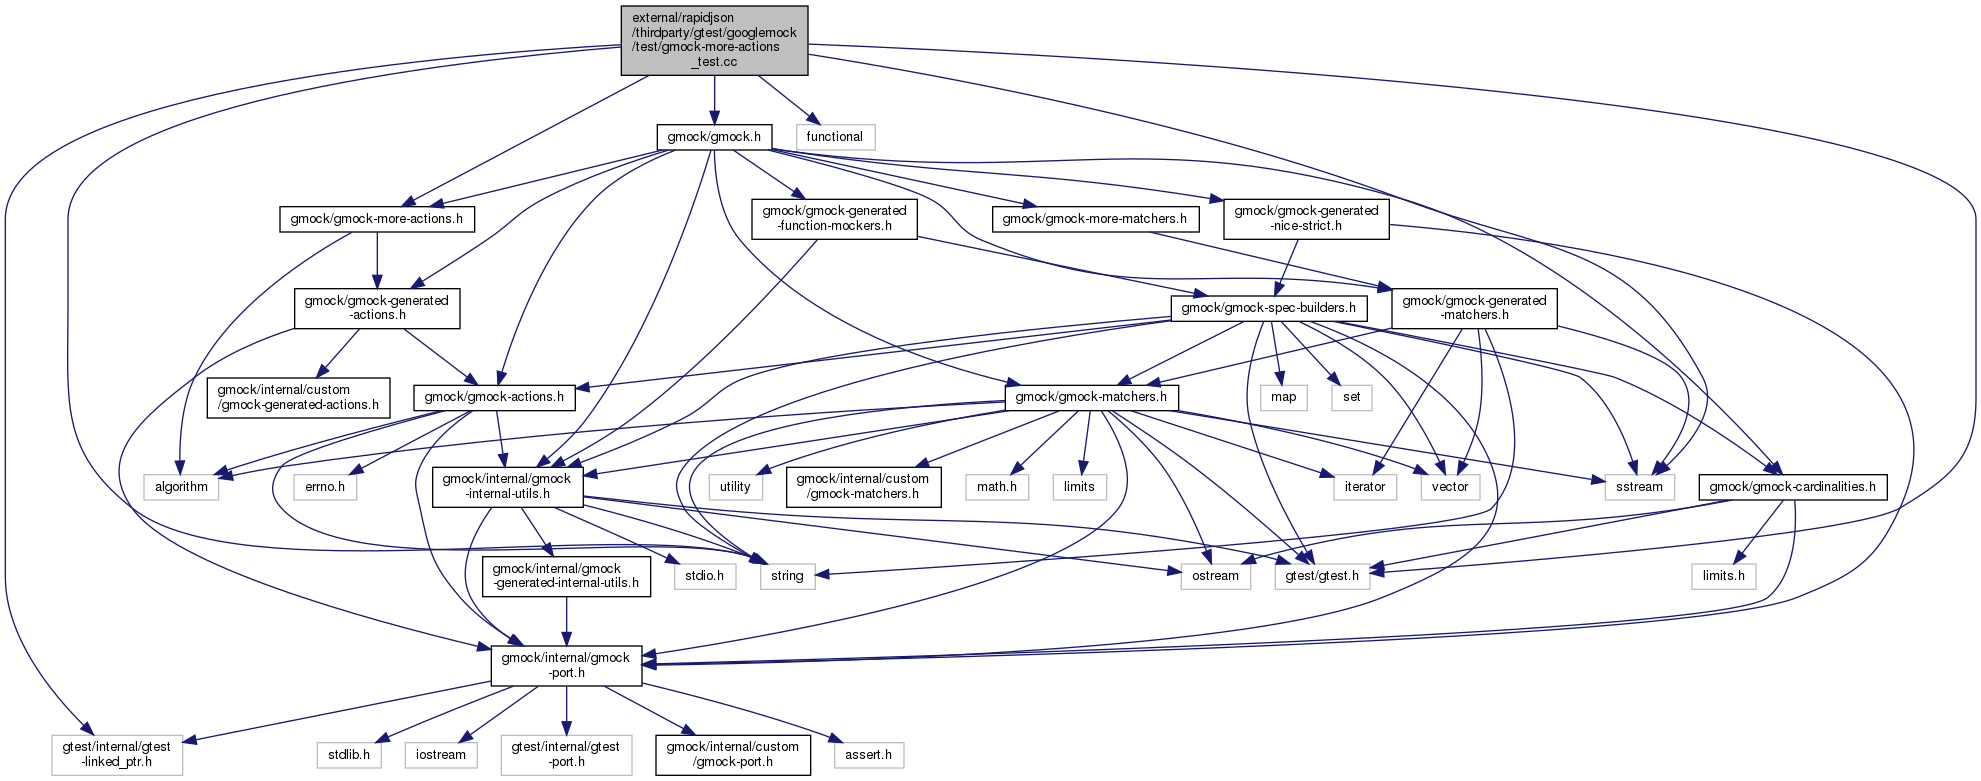 external/rapidjson
/thirdparty/gtest/googlemock
/test/gmock-more-actions
_test.cc
gmock/gmock.h
functional
gmock/gmock-more-actions.h
gmock/gmock-generated
-function-mockers.h
gmock/gmock-more-matchers.h
gmock/gmock-generated
-nice-strict.h
gmock/gmock-generated
-actions.h
gmock/gmock-spec-builders.h
gmock/gmock-generated
-matchers.h
gmock/internal/custom
/gmock-generated-actions.h
gmock/gmock-actions.h
gmock/gmock-matchers.h
map
set
algorithm
errno.h
gmock/internal/gmock
-internal-utils.h
utility
gmock/internal/custom
/gmock-matchers.h
math.h
limits
iterator
vector
sstream
gmock/gmock-cardinalities.h
gmock/internal/gmock
-generated-internal-utils.h
stdio.h
string
ostream
gtest/gtest.h
limits.h
gmock/internal/gmock
-port.h
gtest/internal/gtest
-linked_ptr.h
stdlib.h
iostream
gtest/internal/gtest
-port.h
gmock/internal/custom
/gmock-port.h
assert.h